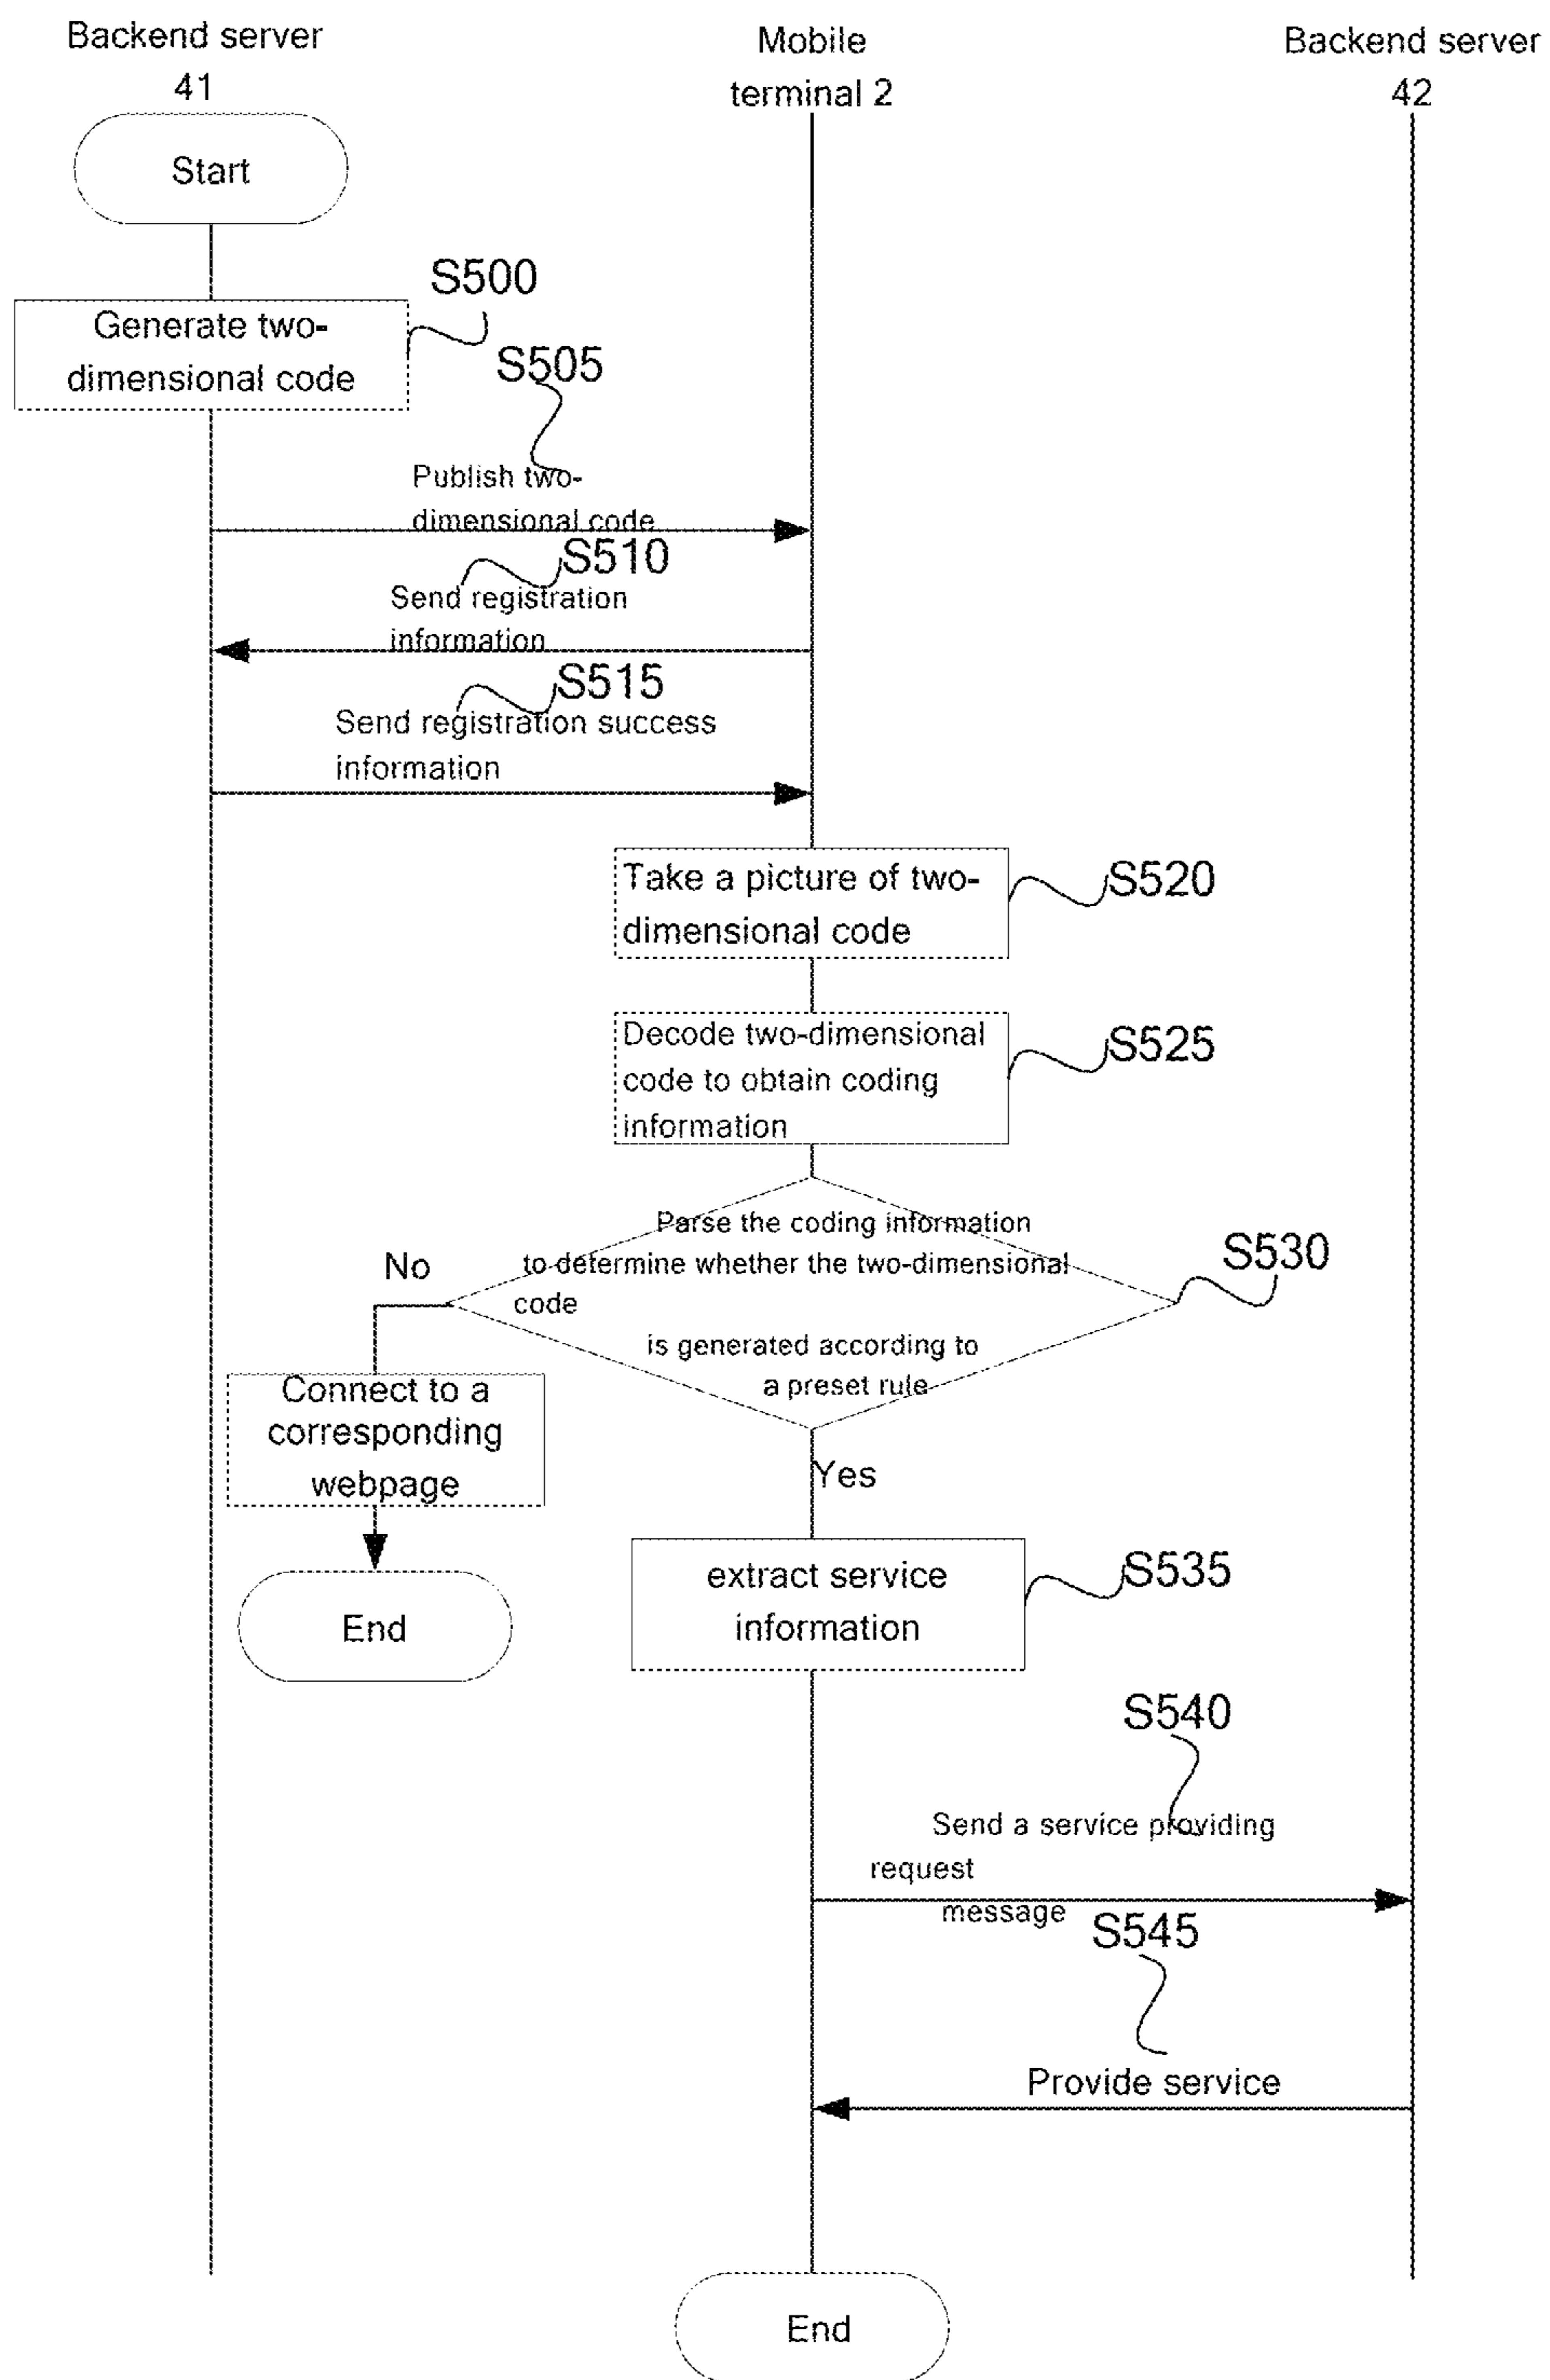 Backend server
41
Mobile
terminal 2
Backend server
42
Start
S500
Generate two-
dimensional code
S505
Publish two-
dimensional code
S510
Send registration
information
S515
Send registration success
information
Take a picture of two-
dimensional code
S520
Decode two-dimensional
code to obtain coding
information
S525
Parse the coding information
to determine whether the two-dimensional
code
is generated according to
a preset rule
S530
No
Connect to a
corresponding
webpage
End
Yes
extract service
information
S535
S540
Send a service providing
request
message
S545
Provide service
End